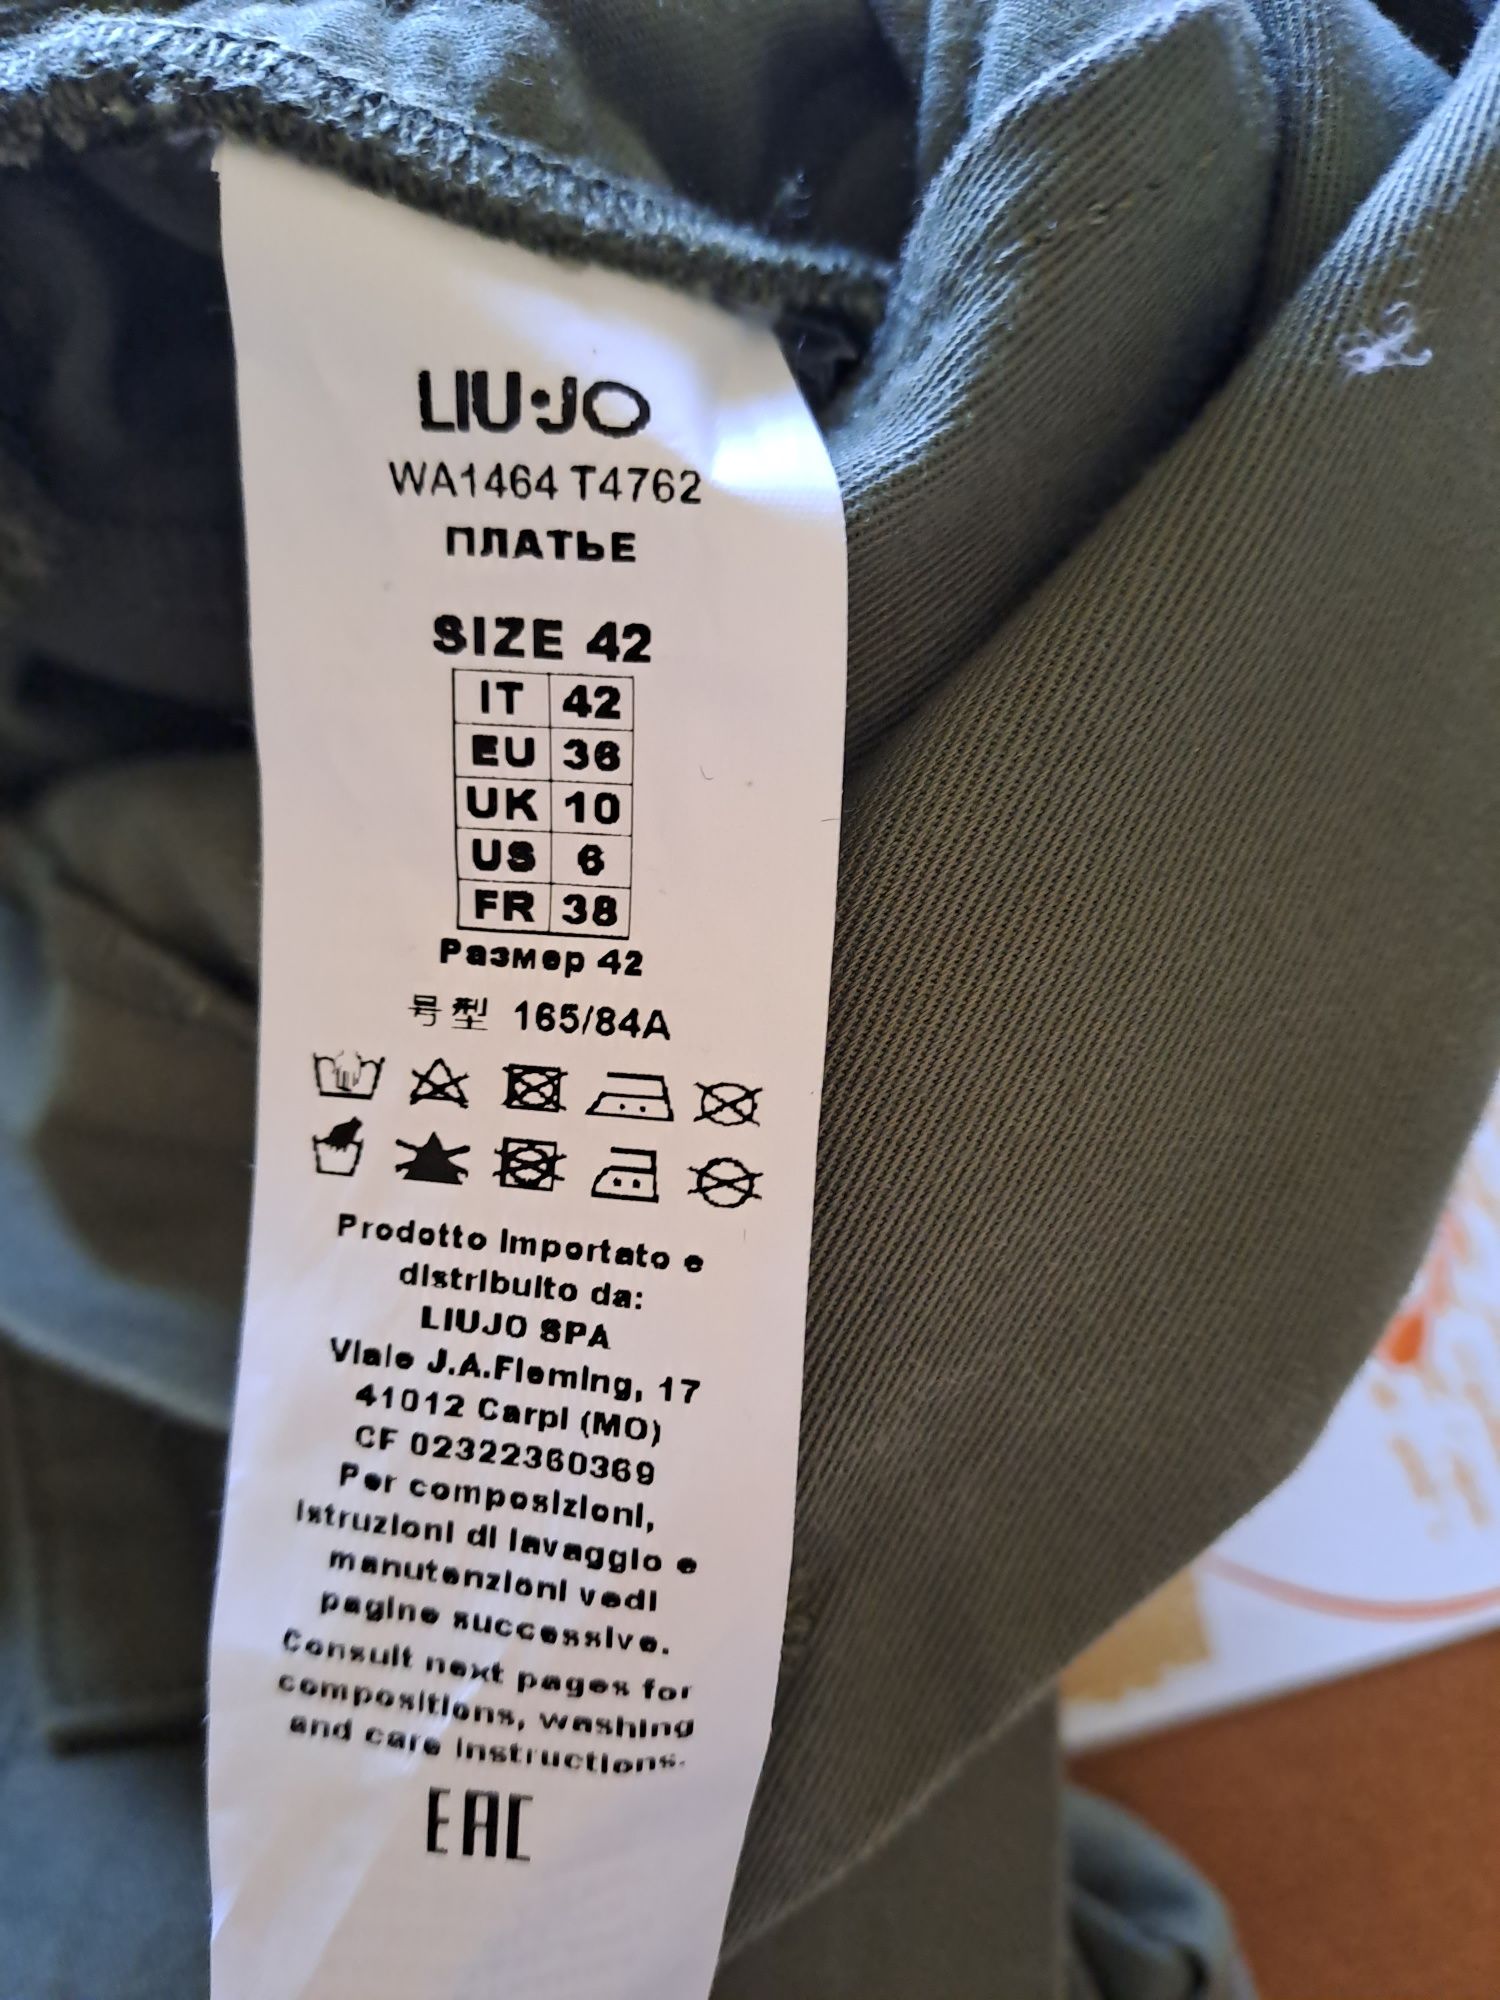 LIU·JO
WA1464 T4762
ПЛАТЬЕ
SIZE 42
IT 42
EU 36
UK 10
US 6
FR 38
Размер 42
号型 165/84A
Prodotto importato e
distribuito da:
LIUJO SPA
Viale J.A.Fleming, 17
41012 Carpi (MO)
CF 02322360369
Per composizioni,
istruzioni di lavaggio e
manutenzioni vedi
pagine successive.
Consult next pages for
compositions, washing
and care instructions.
EAC